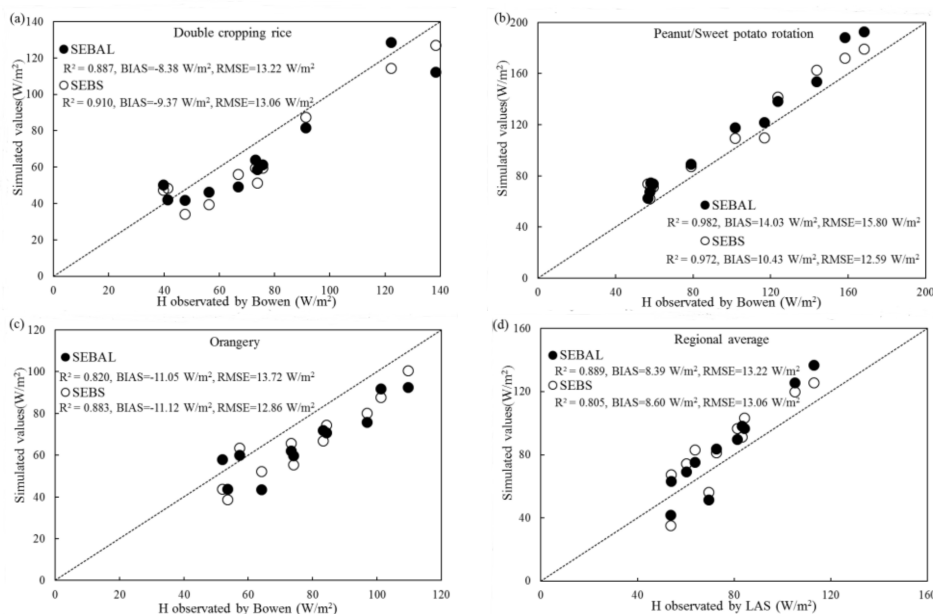 (a)
Double cropping rice
SEBAL
R² = 0.887, BIAS=-8.38 W/m², RMSE=13.22 W/m²
SEBS
R² = 0.910, BIAS=-9.37 W/m², RMSE=13.06 W/m²
Simulated values(W/m²)
140
120
100
80
60
40
20
0
0 20 40 60 80 100 120 140
H observated by Bowen (W/m²)
(b)
Peanut/Sweet potato rotation
SEBAL
R² = 0.982, BIAS=14.03 W/m², RMSE=15.80 W/m²
SEBS
R² = 0.972, BIAS=10.43 W/m², RMSE=12.59 W/m²
Simulated values(W/m²)
200
160
120
80
40
0
0 40 80 120 160 200
H observated by Bowen (W/m²)
(c)
Orangery
SEBAL
R² = 0.820, BIAS=-11.05 W/m², RMSE=13.72 W/m²
SEBS
R² = 0.883, BIAS=-11.12 W/m², RMSE=12.86 W/m²
Simulated values(W/m²)
120
100
80
60
40
20
0
0 20 40 60 80 100 120
H observated by Bowen (W/m²)
(d)
Regional average
SEBAL
R² = 0.889, BIAS=8.39 W/m², RMSE=13.22 W/m²
SEBS
R² = 0.805, BIAS=8.60 W/m², RMSE=13.06 W/m²
Simulated values(W/m²)
160
120
80
40
0
0 40 80 120 160
H observated by LAS (W/m²)